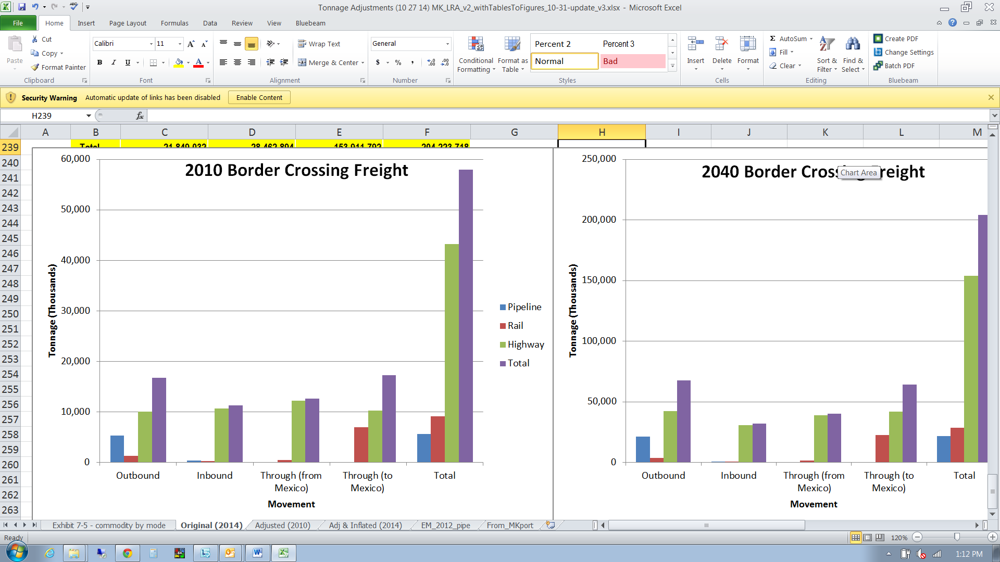 Tonnage Adjustments (10 27 14) MK_LRA_v2_withTablesToFigures_10-31-update_v3.xlsx - Microsoft Excel
File Home Insert Page Layout Formulas Data Review View Bluebeam
Paste
Cut
Copy
Format Painter
Clipboard
Calibri 11
B I U A
Font
Wrap Text
Merge & Center
Alignment
General
$ % ,
Number
Conditional Formatting
Format as Table
Percent 2 Percent 3
Normal Bad
Styles
Insert Delete Format
Cells
Σ AutoSum
Fill
Clear
Sort & Filter
Find & Select
Editing
Create PDF
Change Settings
Batch PDF
Bluebeam
Security Warning Automatic update of links has been disabled Enable Content
H239 fx
A B C D E F G H I J K L M
239 Total 21,849,032 28,462,894 153,911,792 204,223,718
240
241
242
243
244
245
246
247
248
249
250
251
252
253
254
255
256
257
258
259
260
261
262
263
2010 Border Crossing Freight
60,000
50,000
40,000
30,000
20,000
10,000
0
Tonnage (Thousands)
Outbound Inbound Through (from Mexico) Through (to Mexico) Total
Movement
Pipeline
Rail
Highway
Total
2040 Border Crossing Freight
Chart Area
250,000
200,000
150,000
100,000
50,000
0
Tonnage (Thousands)
Outbound Inbound Through (from Mexico) Through (to Mexico) Total
Movement
Exhibit 7-5 - commodity by mode Original (2014) Adjusted (2010) Adj & Inflated (2014) EM_2012_pipe From_MKport
Ready 120%
1:12 PM